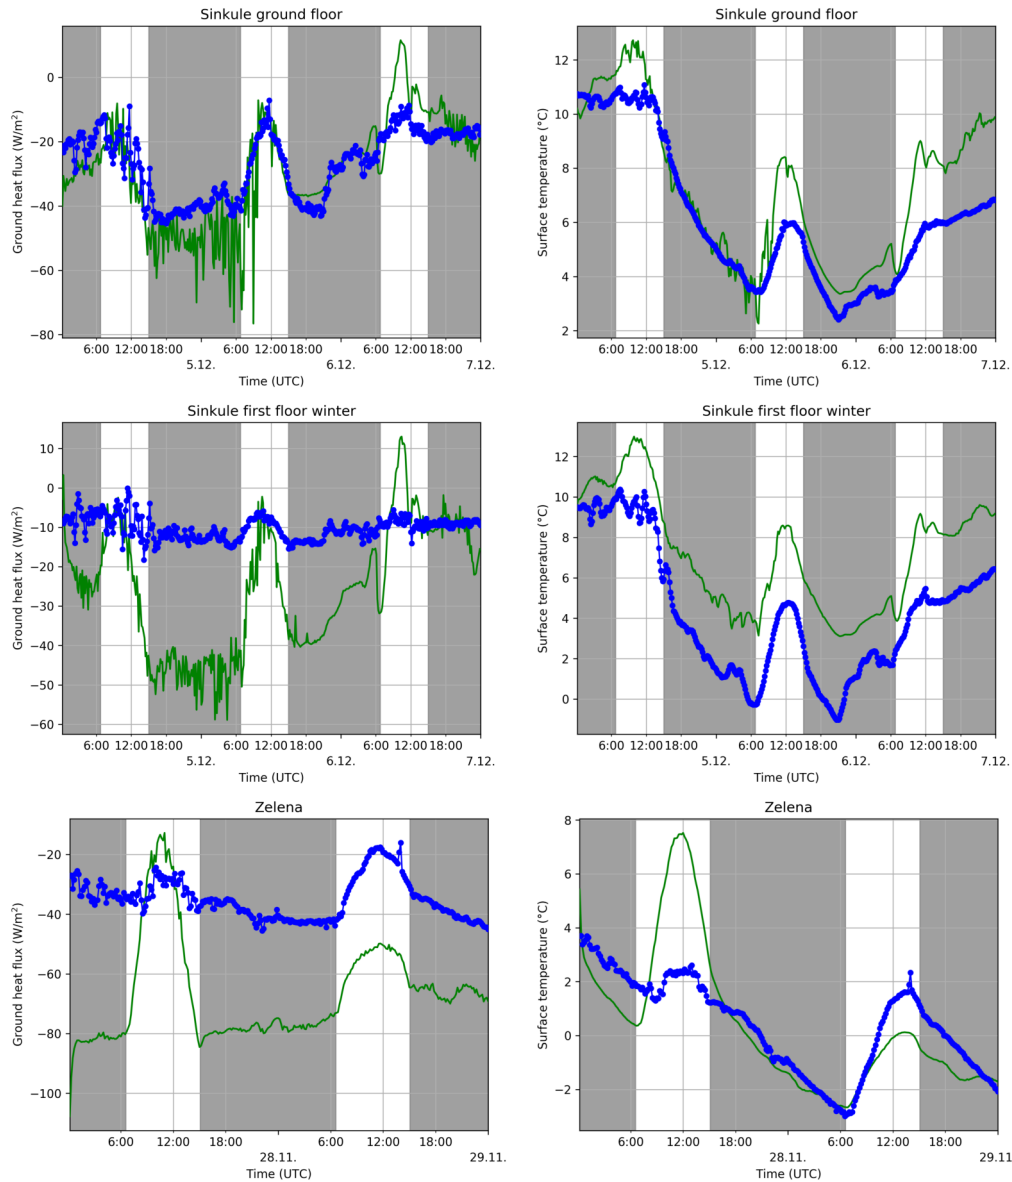 Sinkule ground floor
Ground heat flux (W/m²)
0
−20
−40
−60
−80
6:00 12:00 18:00 6:00 12:00 18:00 6:00 12:00 18:00
5.12. 6.12. 7.12.
Time (UTC)
Sinkule ground floor
Surface temperature (°C)
12
10
8
6
4
2
6:00 12:00 18:00 6:00 12:00 18:00 6:00 12:00 18:00
5.12. 6.12. 7.12.
Time (UTC)
Sinkule first floor winter
Ground heat flux (W/m²)
10
0
−10
−20
−30
−40
−50
−60
6:00 12:00 18:00 6:00 12:00 18:00 6:00 12:00 18:00
5.12. 6.12. 7.12.
Time (UTC)
Sinkule first floor winter
Surface temperature (°C)
12
10
8
6
4
2
0
6:00 12:00 18:00 6:00 12:00 18:00 6:00 12:00 18:00
5.12. 6.12. 7.12.
Time (UTC)
Zelena
Ground heat flux (W/m²)
−20
−40
−60
−80
−100
6:00 12:00 18:00 6:00 12:00 18:00
28.11. 29.11.
Time (UTC)
Zelena
Surface temperature (°C)
8
6
4
2
0
−2
6:00 12:00 18:00 6:00 12:00 18:00
28.11. 29.11
Time (UTC)